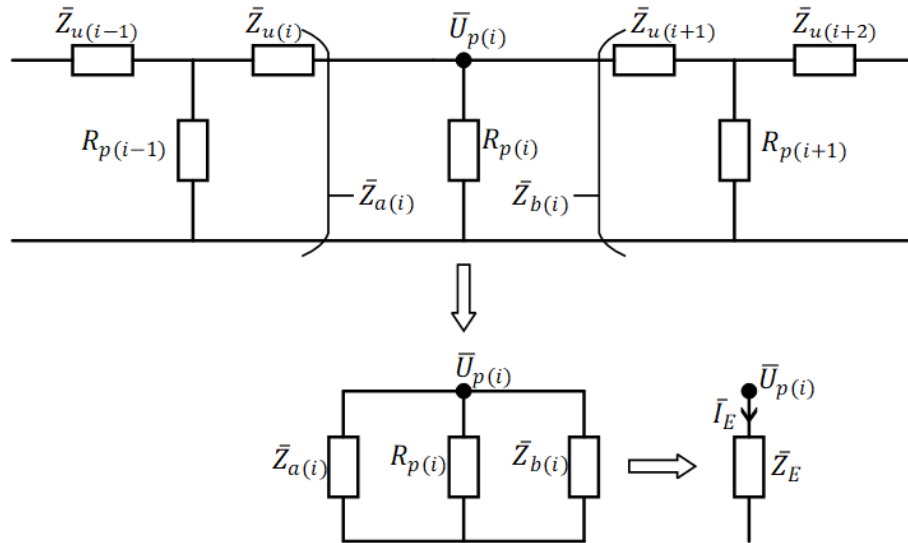 Z̄u(i−1) Z̄u(i) Ūp(i) Z̄u(i+1) Z̄u(i+2)
Rp(i−1) Rp(i) Rp(i+1)
Z̄a(i) Z̄b(i)
Ūp(i) Ūp(i)
ĪE
Z̄a(i) Rp(i) Z̄b(i) Z̄E